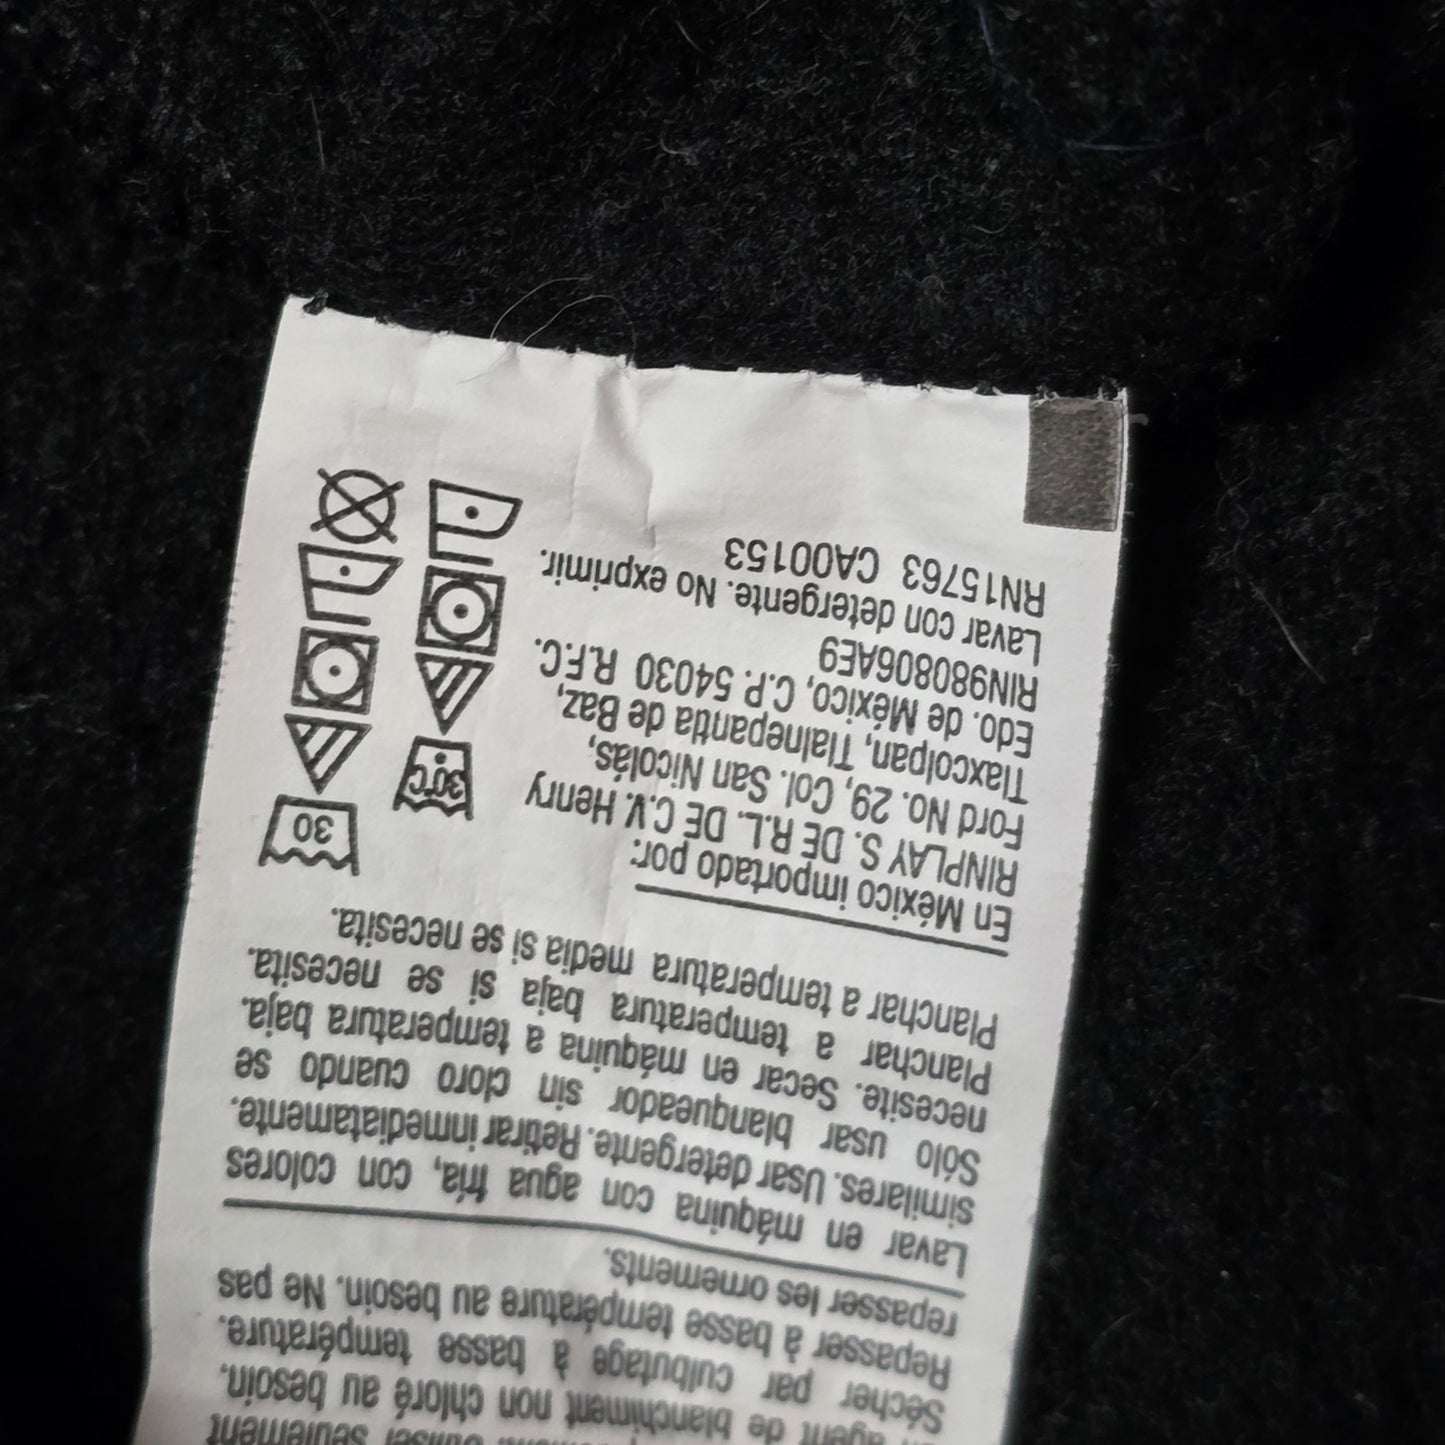 agent de blanchiment non chloré au besoin.
Sécher par culbutage à basse température.
Repasser à basse température au besoin. Ne pas
repasser les ornements.
Lavar en máquina con agua fría, con colores
similares. Usar detergente. Retirar inmediatamente.
Sólo usar blanqueador sin cloro cuando se
necesite. Secar en máquina a temperatura baja.
Planchar a temperatura baja si se necesita.
Planchar a temperatura media si se necesita.
En México importado por:
RINPLAY S. DE R.L. DE C.V. Henry
Ford No. 29, Col. San Nicolás,
Tlaxcolpan, Tlalnepantla de Baz,
Edo. de México, C.P. 54030 R.F.C.
RIN980806AE9
Lavar con detergente. No exprimir.
RN15763 CA00153
30
30°C